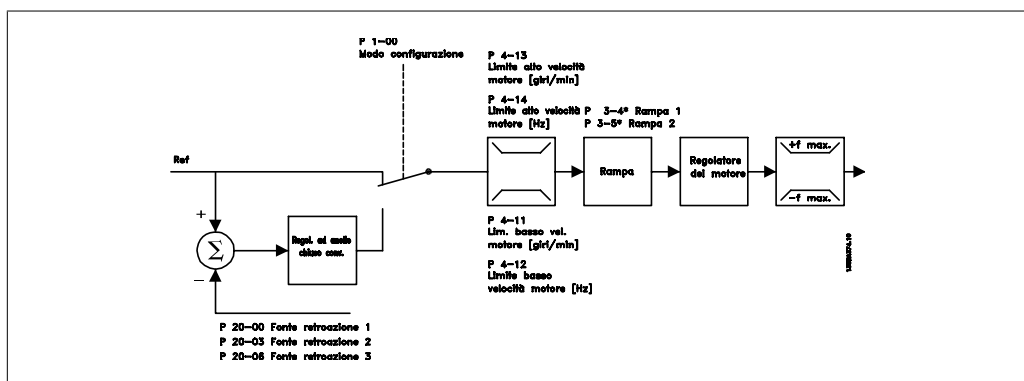 P 1-00
Modo configurazione
P 4-13
Limite alto velocità
motore [giri/min]
P 4-14
Limite alto velocità
motore [Hz]
P 3-4* Rampa 1
P 3-5* Rampa 2
Ref
+
Σ
−
Regol. ad anello
chiuso conv.
Rampa
Regolatore
del motore
+f max.
−f max.
P 4-11
Lim. basso vel.
motore [giri/min]
P 4-12
Limite basso
velocità motore [Hz]
P 20-00 Fonte retroazione 1
P 20-03 Fonte retroazione 2
P 20-06 Fonte retroazione 3